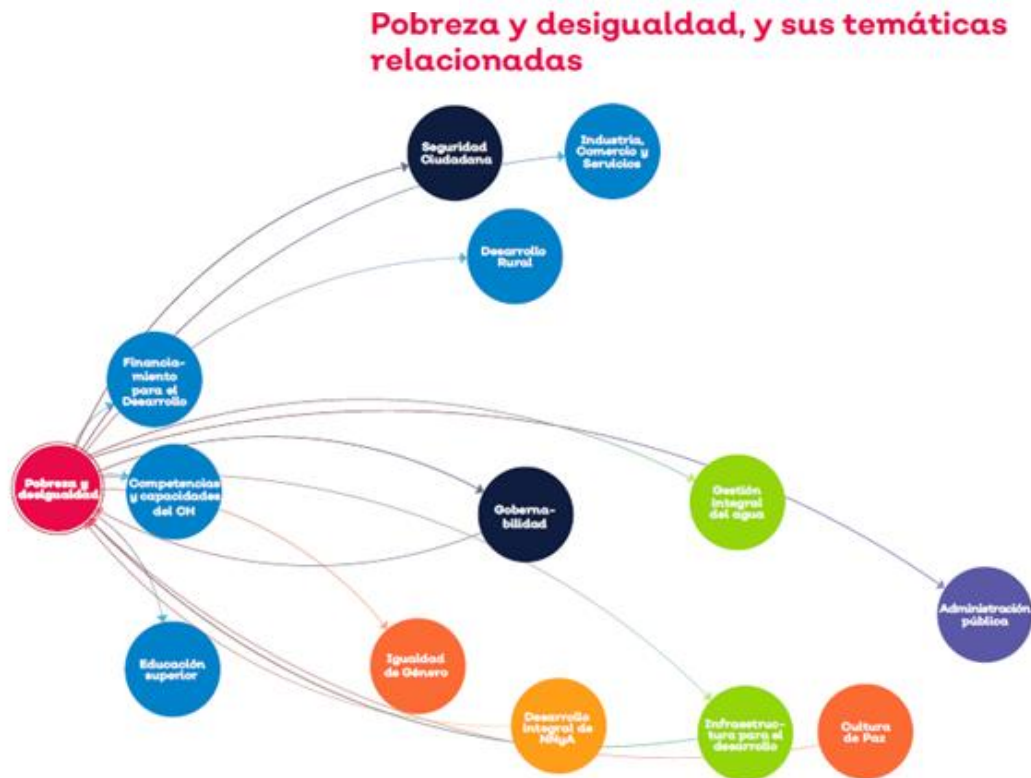 Pobreza y desigualdad, y sus temáticas
relacionadas
Seguridad
Ciudadana
Industria,
Comercio y
Servicios
Desarrollo
Rural
Financia-
miento
para el
Desarrollo
Pobreza y
desigualdad
Competencias
y capacidades
del CH
Goberna-
bilidad
Gestión
integral
del agua
Administración
pública
Educación
superior
Igualdad
de Género
Desarrollo
Integral de
NNyA
Infraestruc-
tura para el
desarrollo
Cultura
de Paz